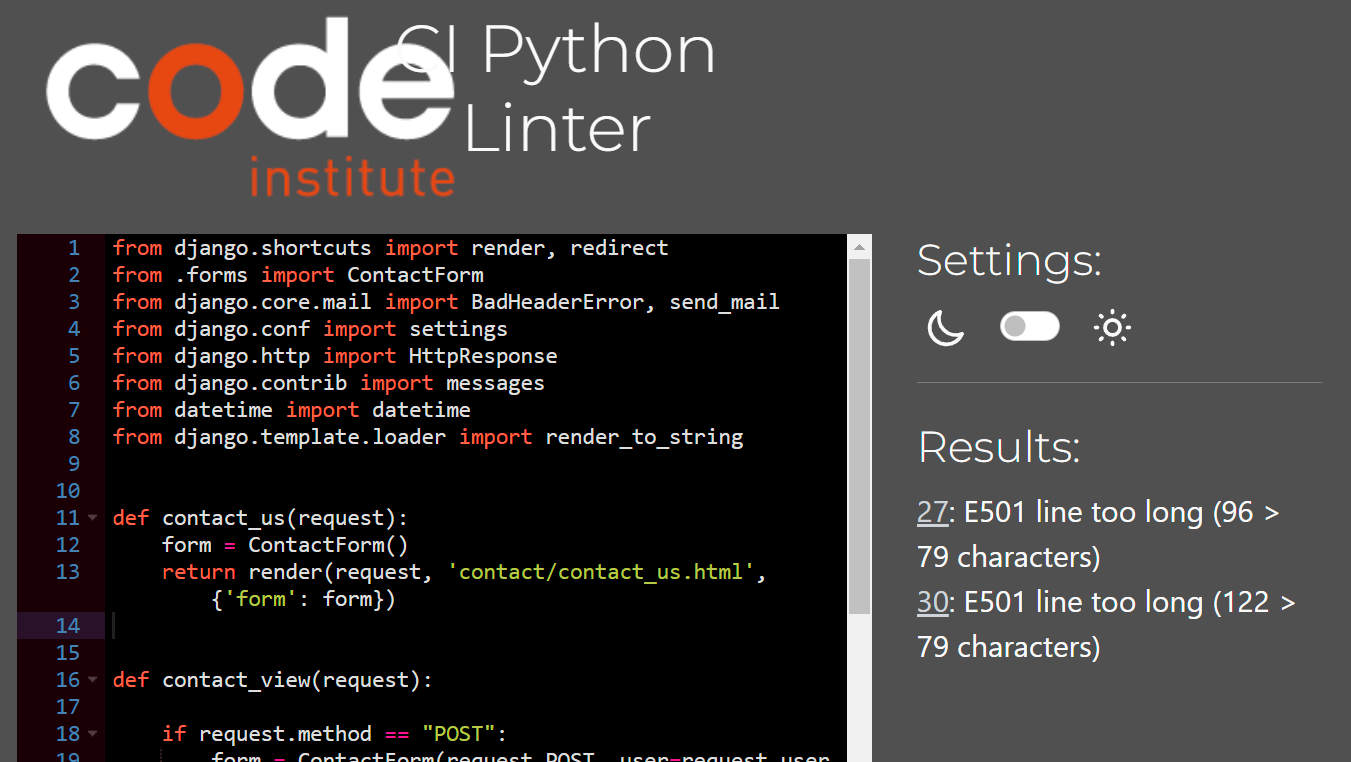 code
institute
CI Python
Linter
1 from django.shortcuts import render, redirect
2 from .forms import ContactForm
3 from django.core.mail import BadHeaderError, send_mail
4 from django.conf import settings
5 from django.http import HttpResponse
6 from django.contrib import messages
7 from datetime import datetime
8 from django.template.loader import render_to_string
9
10
11 def contact_us(request):
12     form = ContactForm()
13     return render(request, 'contact/contact_us.html',
        {'form': form})
14
15
16 def contact_view(request):
17
18     if request.method == "POST":
19         form = ContactForm(request.POST, user=request.user
Settings:
Results:
27: E501 line too long (96 >
79 characters)
30: E501 line too long (122 >
79 characters)